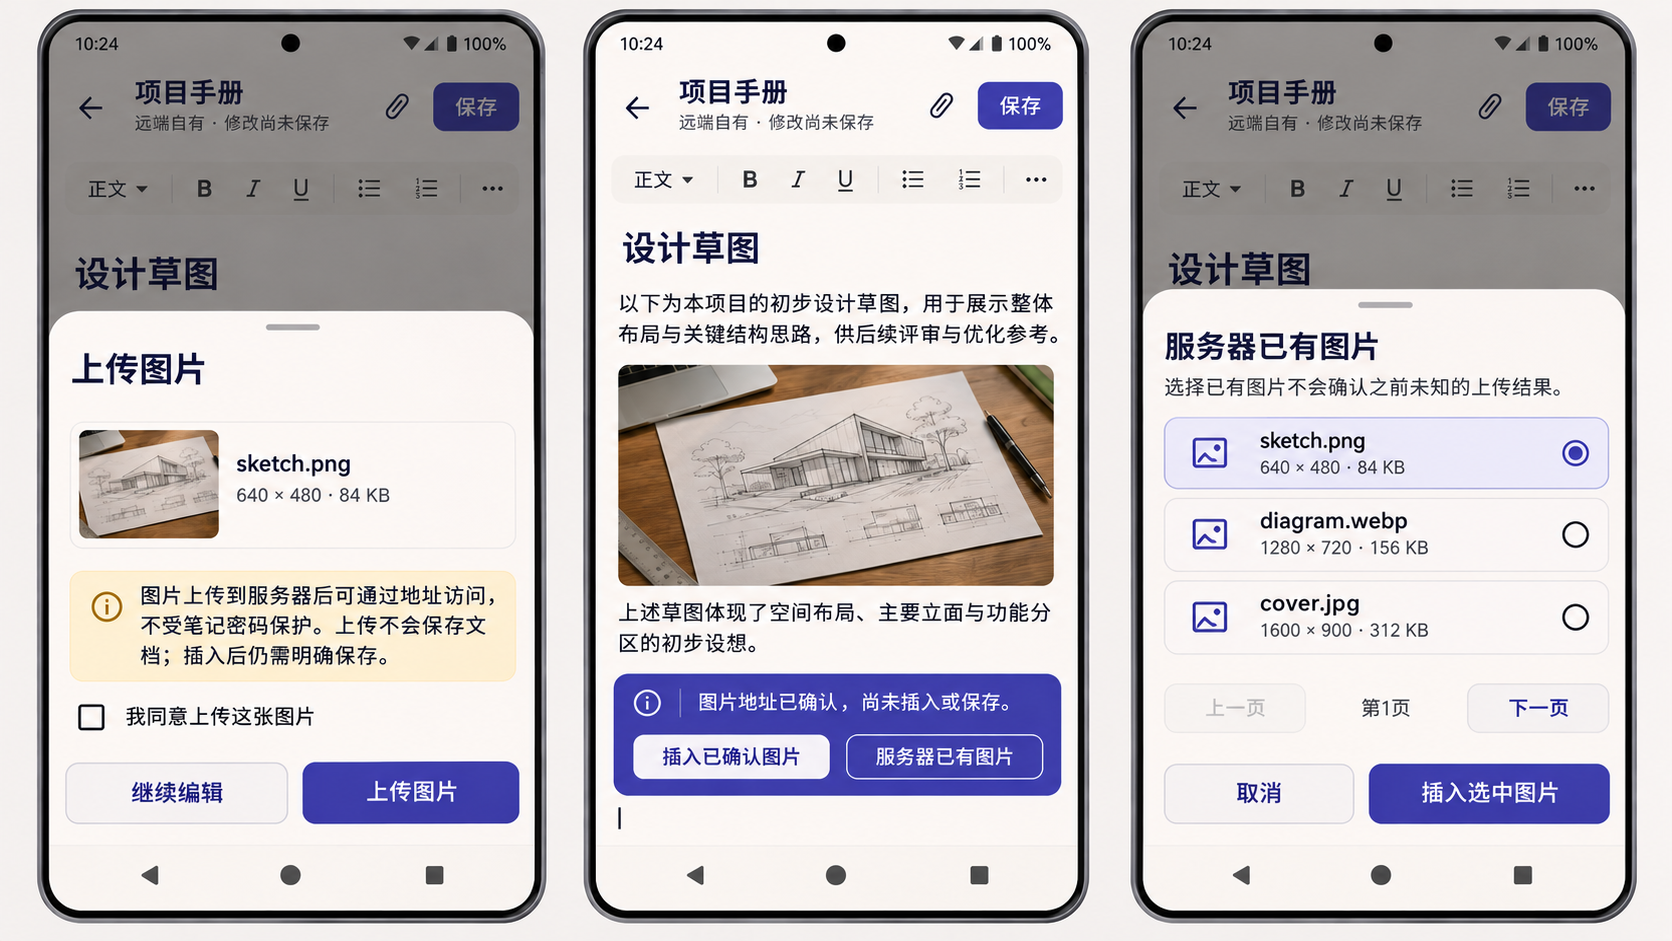 10:24
100%
项目手册
远端自有 · 修改尚未保存
保存
正文
B
I
U
设计草图
上传图片
sketch.png
640 × 480 · 84 KB
图片上传到服务器后可通过地址访问，
不受笔记密码保护。上传不会保存文
档；插入后仍需明确保存。
我同意上传这张图片
继续编辑
上传图片
10:24
100%
项目手册
远端自有 · 修改尚未保存
保存
正文
B
I
U
设计草图
以下为本项目的初步设计草图，用于展示整体
布局与关键结构思路，供后续评审与优化参考。
上述草图体现了空间布局、主要立面与功能分
区的初步设想。
图片地址已确认，尚未插入或保存。
插入已确认图片
服务器已有图片
10:24
100%
项目手册
远端自有 · 修改尚未保存
保存
正文
B
I
U
设计草图
服务器已有图片
选择已有图片不会确认之前未知的上传结果。
sketch.png
640 × 480 · 84 KB
diagram.webp
1280 × 720 · 156 KB
cover.jpg
1600 × 900 · 312 KB
上一页
第1页
下一页
取消
插入选中图片